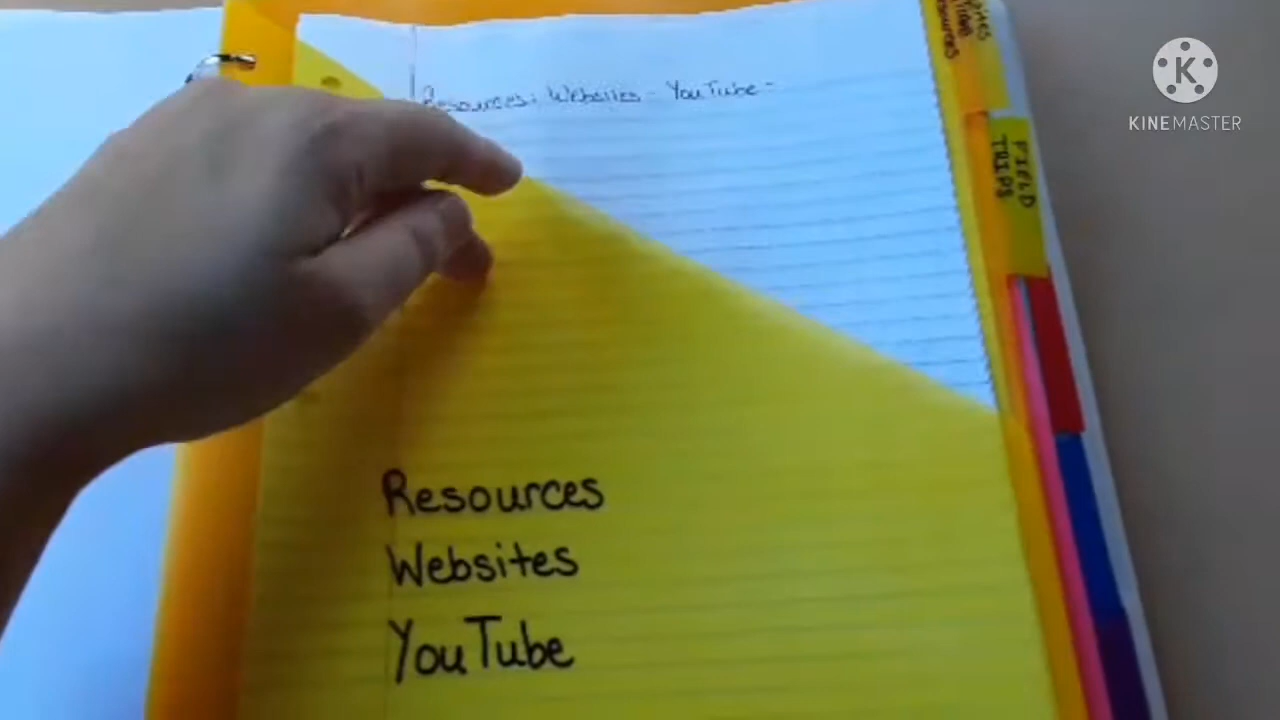 Resources: Websites - YouTube -
Resources
Websites
YouTube
FIELD
TRIPS
K
KINEMASTER